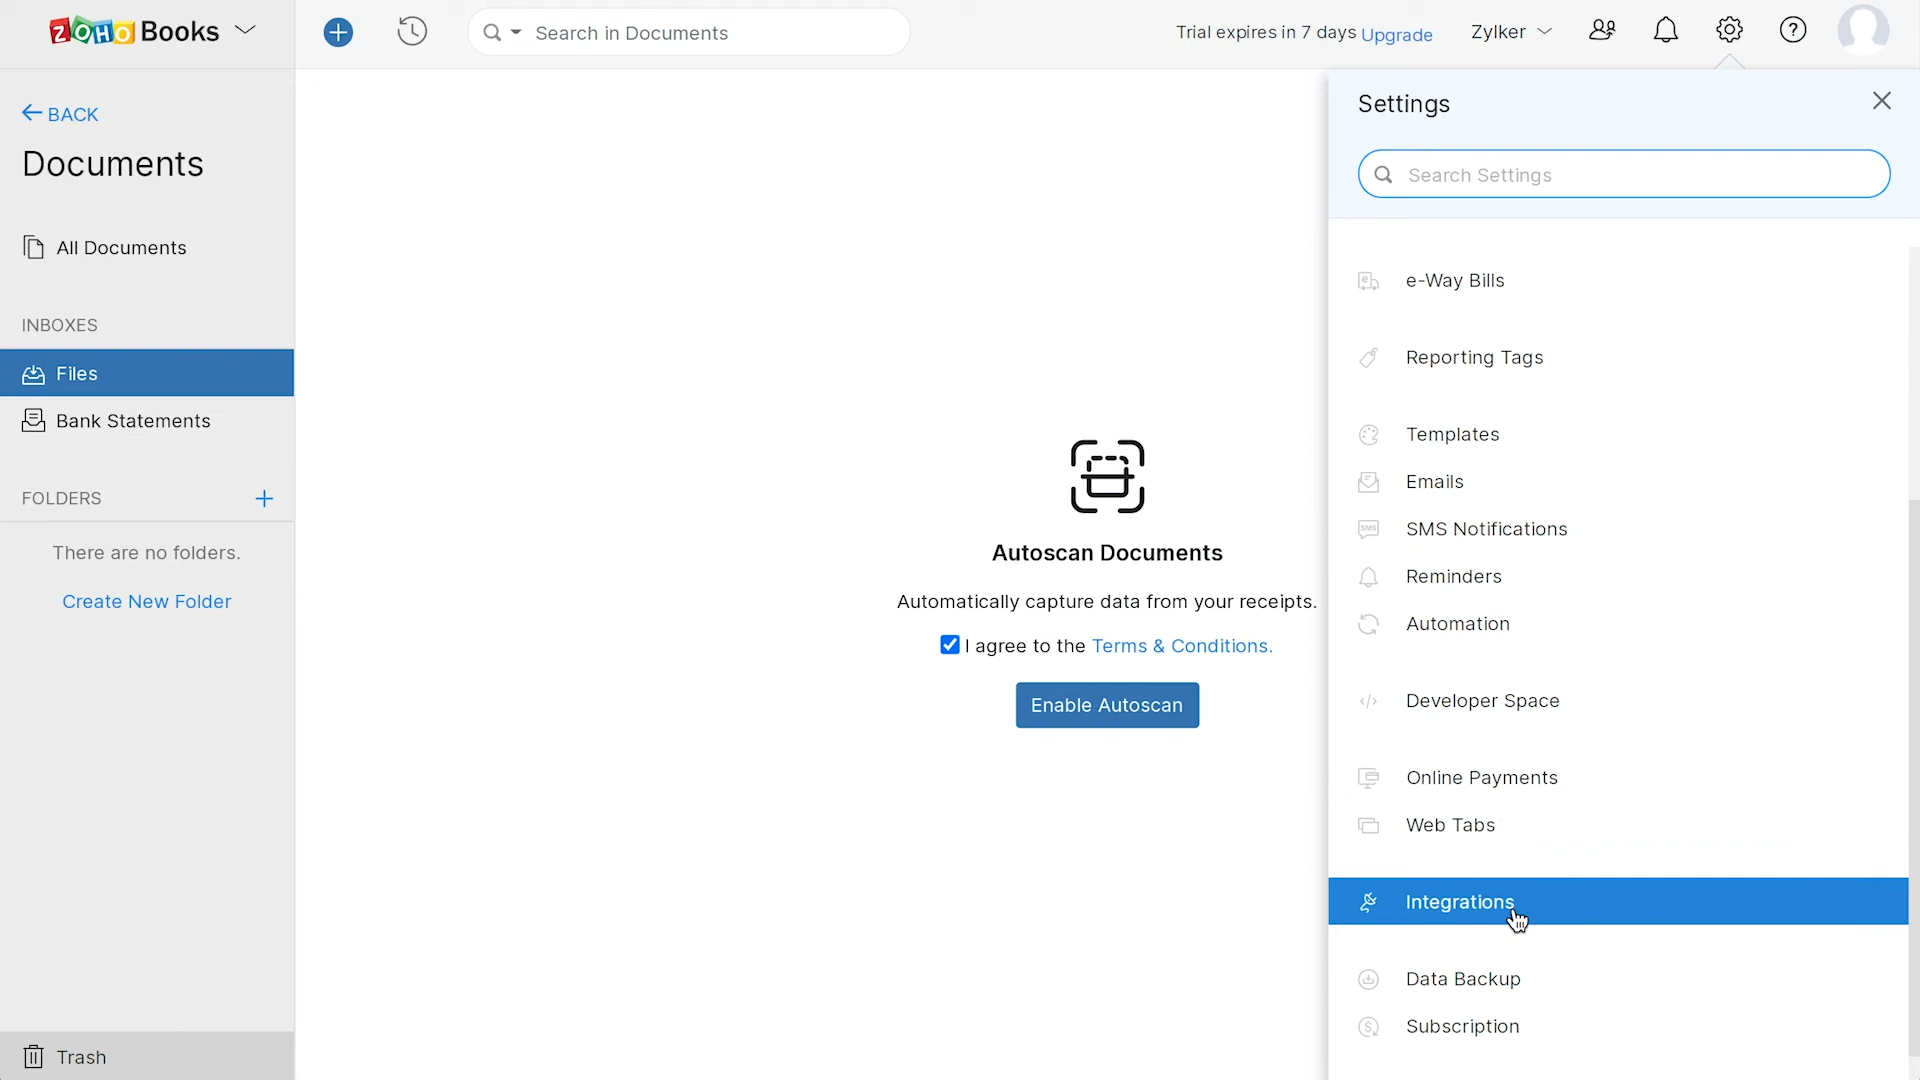 ZOHO Books
Search in Documents
Trial expires in 7 days Upgrade
Zylker
BACK
Documents
All Documents
INBOXES
Files
Bank Statements
FOLDERS
There are no folders.
Create New Folder
Trash
Autoscan Documents
Automatically capture data from your receipts.
I agree to the Terms & Conditions.
Enable Autoscan
Settings
Search Settings
e-Way Bills
Reporting Tags
Templates
Emails
SMS
SMS Notifications
Reminders
Automation
Developer Space
Online Payments
Web Tabs
Integrations
Data Backup
Subscription